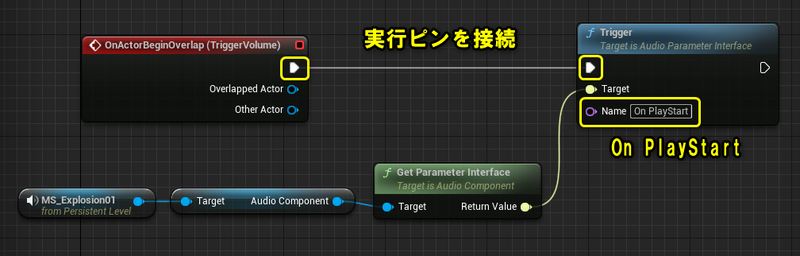 OnActorBeginOverlap (TriggerVolume)
Overlapped Actor
Other Actor
実行ピンを接続
Trigger
Target is Audio Parameter Interface
Target
Name On PlayStart
On PlayStart
MS_Explosion01
from Persistent Level
Target Audio Component
Get Parameter Interface
Target is Audio Component
Target Return Value